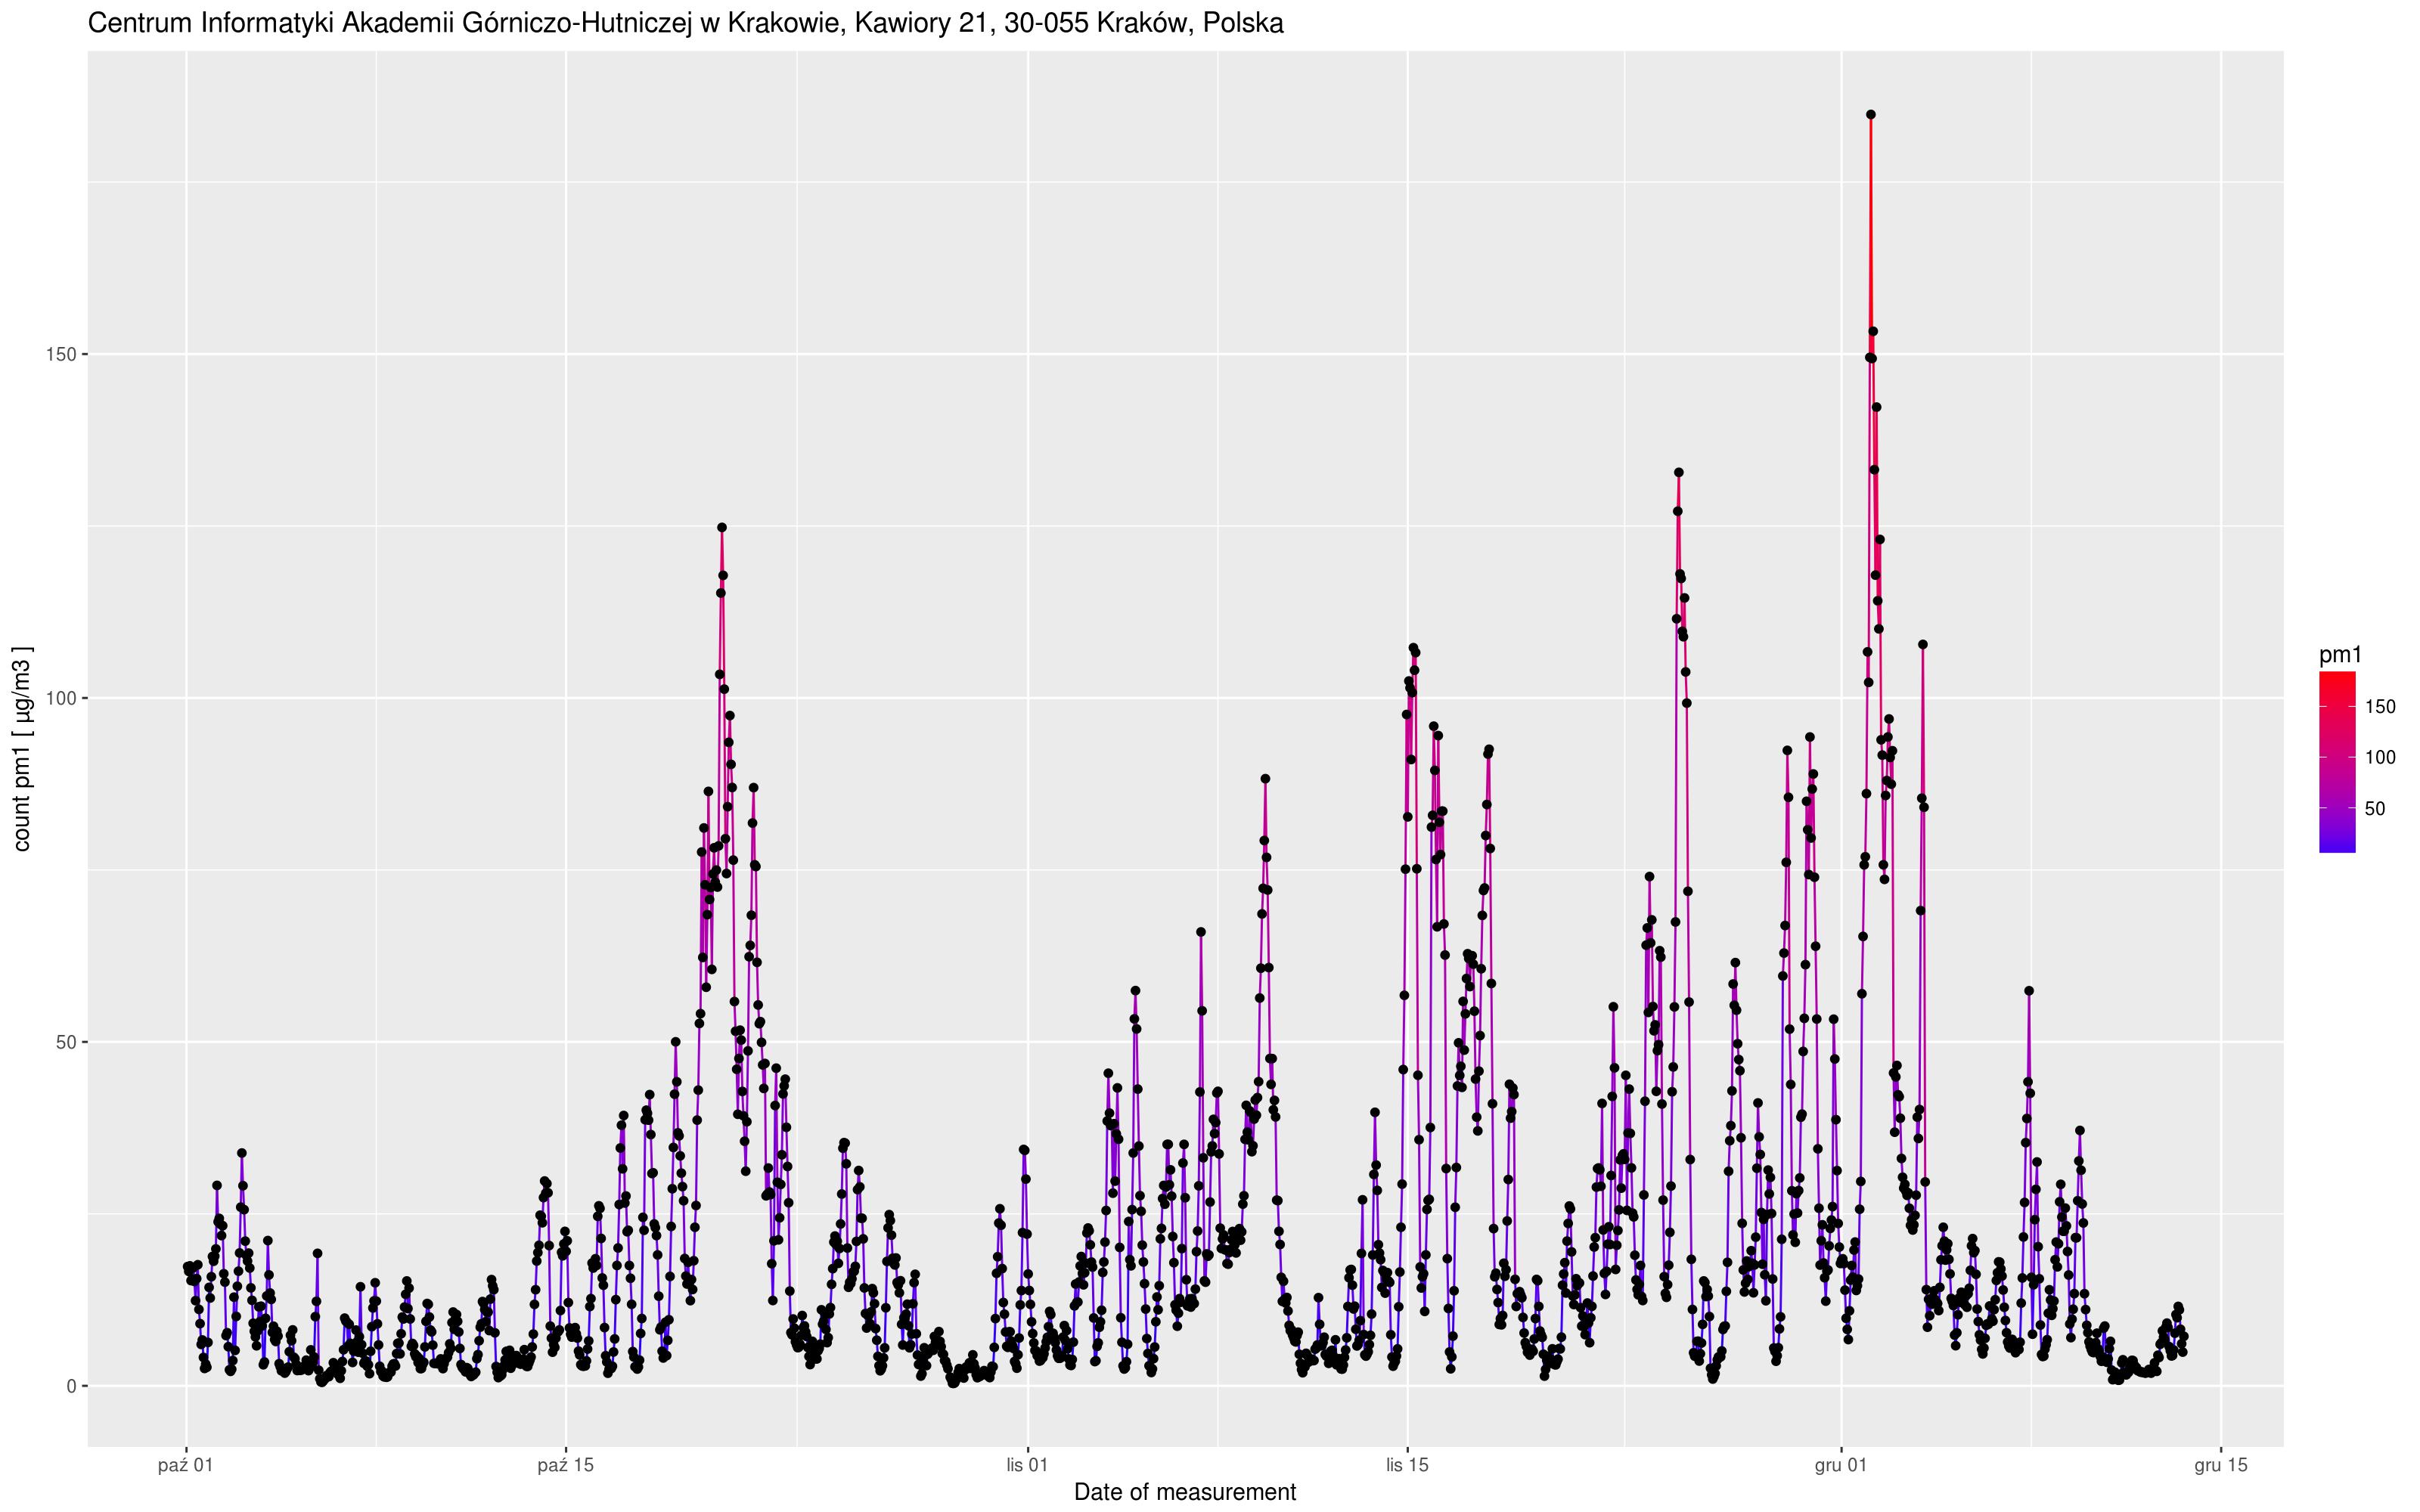 Centrum Informatyki Akademii Górniczo-Hutniczej w Krakowie, Kawiory 21, 30-055 Kraków, Polska
150
100
50
0
count pm1 [ µg/m3 ]
pm1
150
100
50
paź 01
paź 15
lis 01
lis 15
gru 01
gru 15
Date of measurement